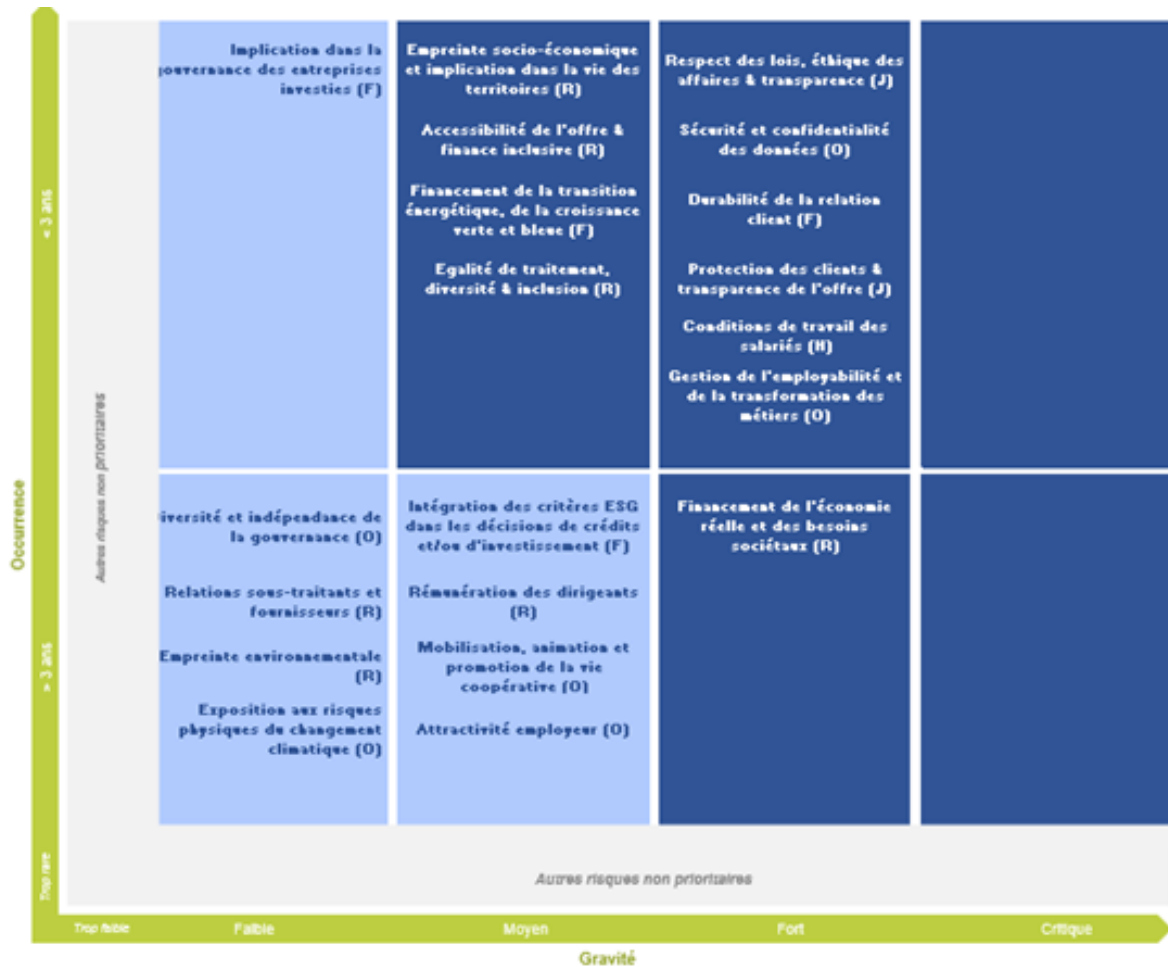 Implication dans la
gouvernance des entreprises
investies (F)
Empreinte socio-économique
et implication dans la vie des
territoires (R)
Accessibilité de l'offre &
finance inclusive (R)
Financement de la transition
énergétique, de la croissance
verte et bleue (F)
Egalité de traitement,
diversité & inclusion (R)
Respect des lois, éthique des
affaires & transparence (J)
Sécurité et confidentialité
des données (O)
Durabilité de la relation
client (F)
Protection des clients &
transparence de l'offre (J)
Conditions de travail des
salariés (H)
Gestion de l'employabilité et
de la transformation des
métiers (O)
iversité et indépendance de
la gouvernance (O)
Relations sous-traitants et
fournisseurs (R)
Empreinte environnementale
(R)
Exposition aux risques
physiques du changement
climatique (O)
Intégration des critères ESG
dans les décisions de crédits
et/ou d'investissement (F)
Rémunération des dirigeants
(R)
Mobilisation, animation et
promotion de la vie
coopérative (O)
Attractivité employeur (O)
Financement de l'économie
réelle et des besoins
sociétaux (R)
Occurrence
< 3 ans
> 3 ans
Trop rare
Autres risques non prioritaires
Autres risques non prioritaires
Trop faible
Faible
Moyen
Fort
Critique
Gravité